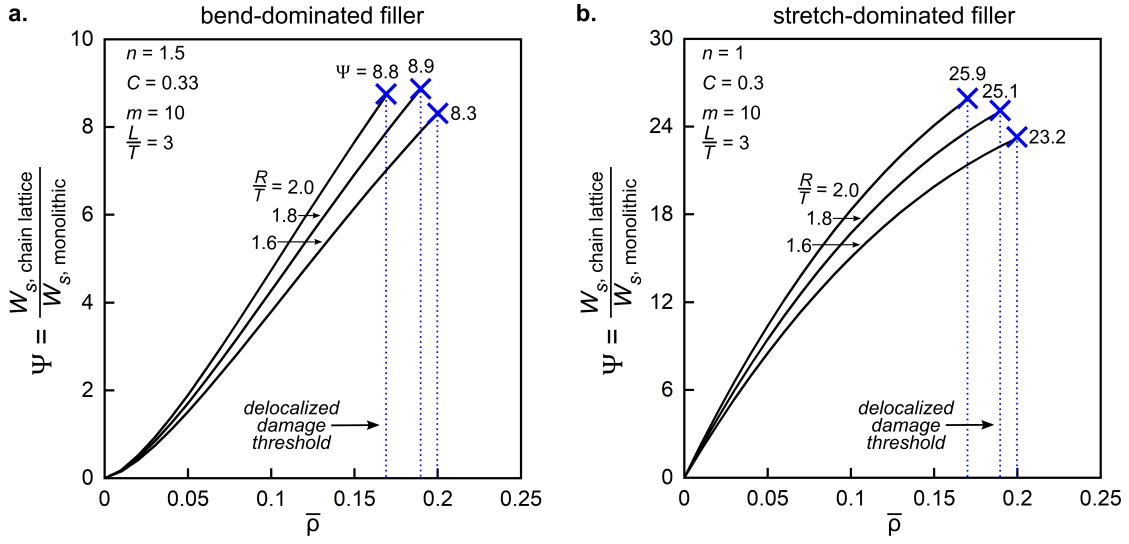 a.
bend-dominated filler
10
8
6
4
2
0
0
0.05
0.1
0.15
0.2
0.25
n = 1.5
C = 0.33
m = 10
L/T = 3
Ψ = 8.8
8.9
8.3
R/T = 2.0
1.8
1.6
delocalized
damage
threshold
Ψ = W_s, chain lattice / W_s, monolithic
ρ̅
b.
stretch-dominated filler
30
24
18
12
6
0
0
0.05
0.1
0.15
0.2
0.25
n = 1
C = 0.3
m = 10
L/T = 3
25.9
25.1
23.2
R/T = 2.0
1.8
1.6
delocalized
damage
threshold
Ψ = W_s, chain lattice / W_s, monolithic
ρ̅